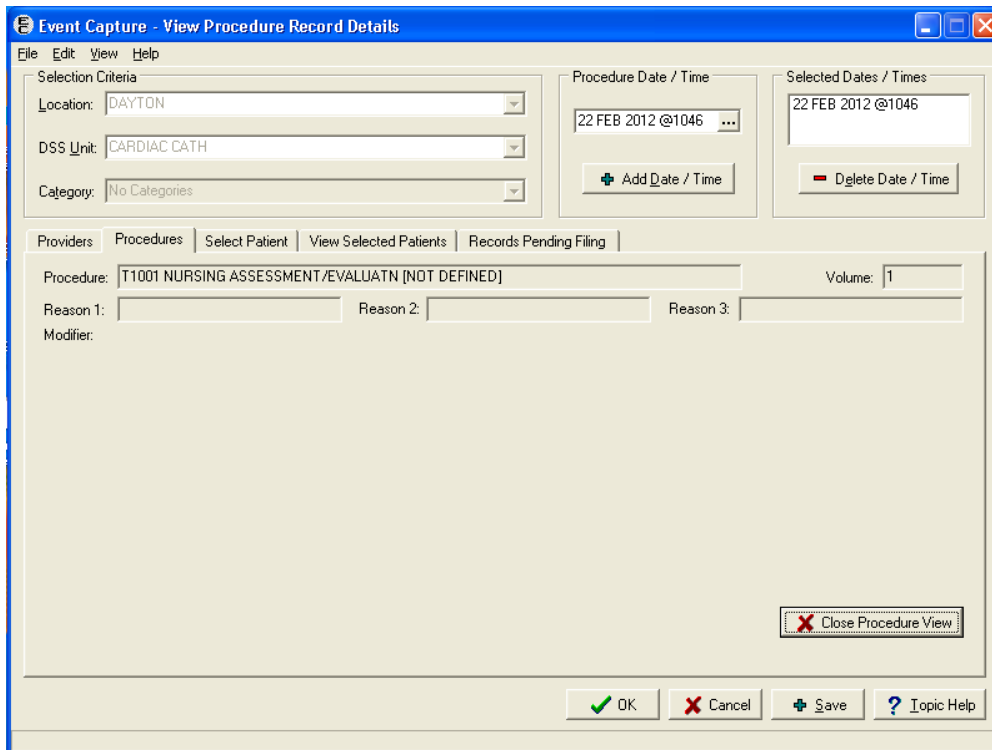 Event Capture - View Procedure Record Details
File Edit View Help
Selection Criteria
Location: DAYTON
DSS Unit: CARDIAC CATH
Category: No Categories
Procedure Date / Time
22 FEB 2012 @1046 ...
Add Date / Time
Selected Dates / Times
22 FEB 2012 @1046
Delete Date / Time
Providers Procedures Select Patient View Selected Patients Records Pending Filing
Procedure: T1001 NURSING ASSESSMENT/EVALUATN [NOT DEFINED] Volume: 1
Reason 1: Reason 2: Reason 3:
Modifier:
Close Procedure View
OK Cancel Save ? Topic Help